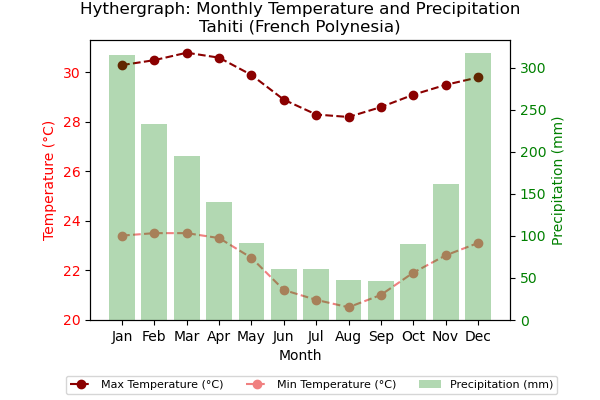 Hythergraph: Monthly Temperature and Precipitation
Tahiti (French Polynesia)
Temperature (°C)
30
28
26
24
22
20
300
250
200
150
100
50
0
Precipitation (mm)
Jan Feb Mar Apr May Jun Jul Aug Sep Oct Nov Dec
Month
Max Temperature (°C) Min Temperature (°C) Precipitation (mm)